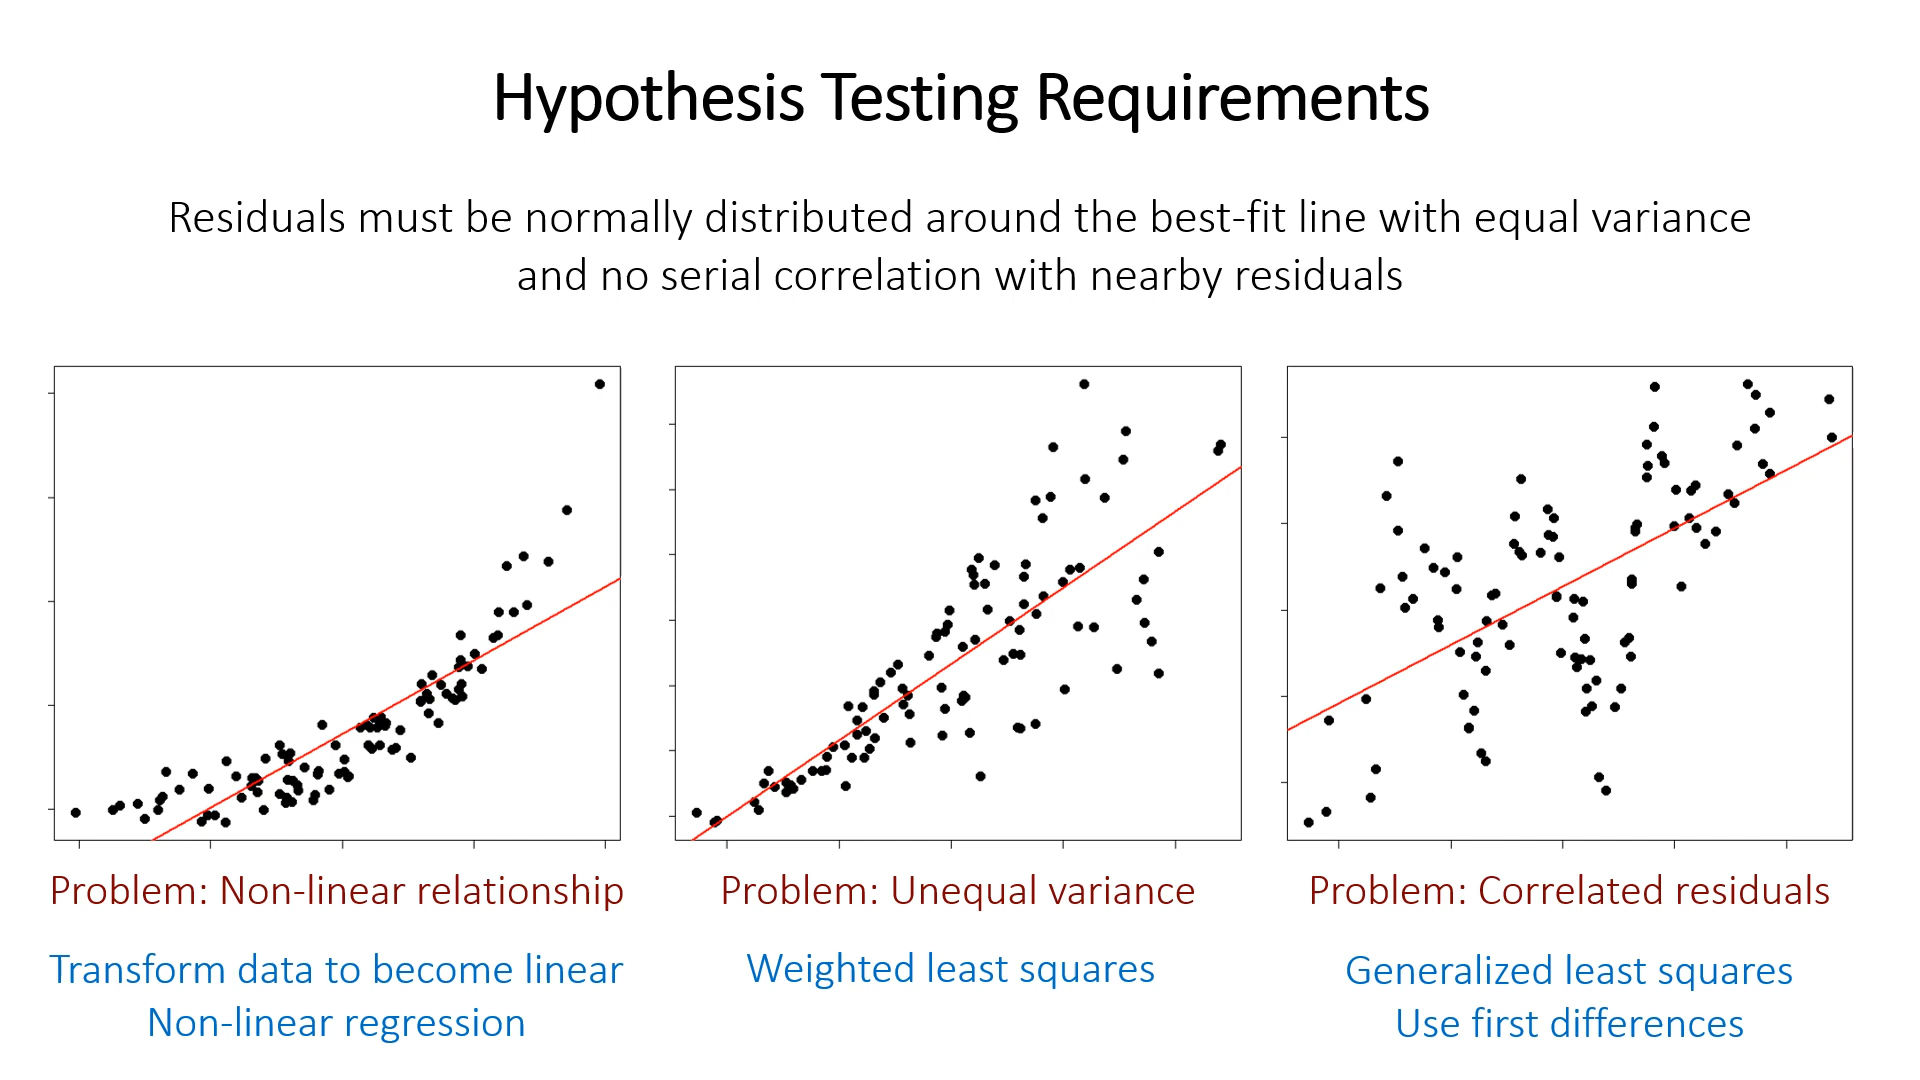 Hypothesis Testing Requirements
Residuals must be normally distributed around the best-fit line with equal variance
and no serial correlation with nearby residuals
Problem: Non-linear relationship
Transform data to become linear
Non-linear regression
Problem: Unequal variance
Weighted least squares
Problem: Correlated residuals
Generalized least squares
Use first differences